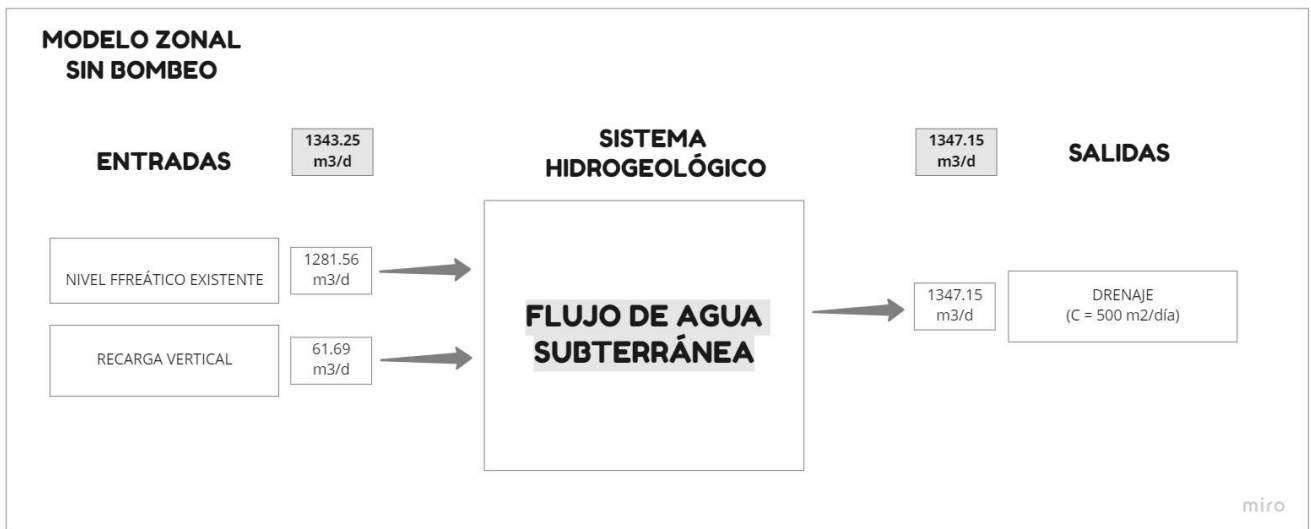 MODELO ZONAL
SIN BOMBEO
ENTRADAS
1343.25
m3/d
SISTEMA
HIDROGEOLÓGICO
1347.15
m3/d
SALIDAS
NIVEL FFREÁTICO EXISTENTE
1281.56
m3/d
RECARGA VERTICAL
61.69
m3/d
FLUJO DE AGUA
SUBTERRÁNEA
1347.15
m3/d
DRENAJE
(C = 500 m2/día)
miro